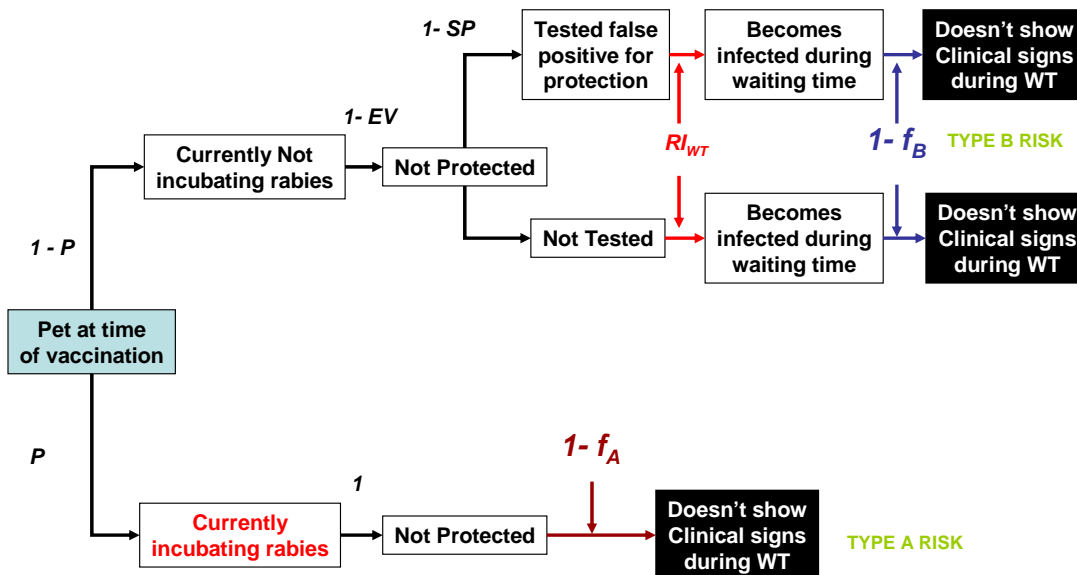 1- SP
Tested false
positive for
protection
Becomes
infected during
waiting time
Doesn't show
Clinical signs
during WT
1- EV
Currently Not
incubating rabies
Not Protected
RI_WT
1- f_B
TYPE B RISK
Not Tested
Becomes
infected during
waiting time
Doesn't show
Clinical signs
during WT
1 - P
Pet at time
of vaccination
P
1- f_A
1
Currently
incubating rabies
Not Protected
Doesn't show
Clinical signs
during WT
TYPE A RISK